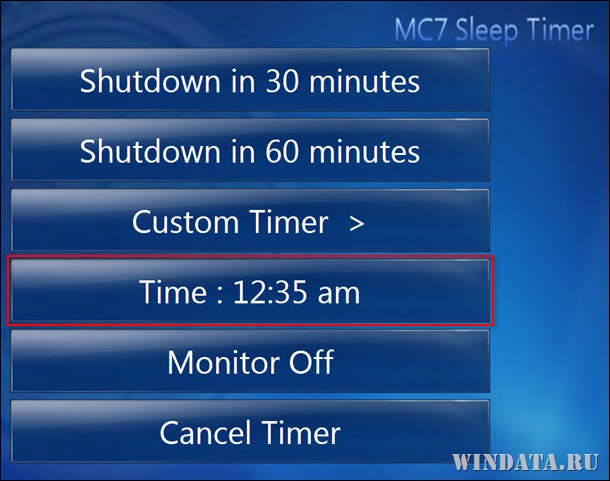 MC7 Sleep Timer
Shutdown in 30 minutes
Shutdown in 60 minutes
Custom Timer >
Time : 12:35 am
Monitor Off
Cancel Timer
WINDATA.RU